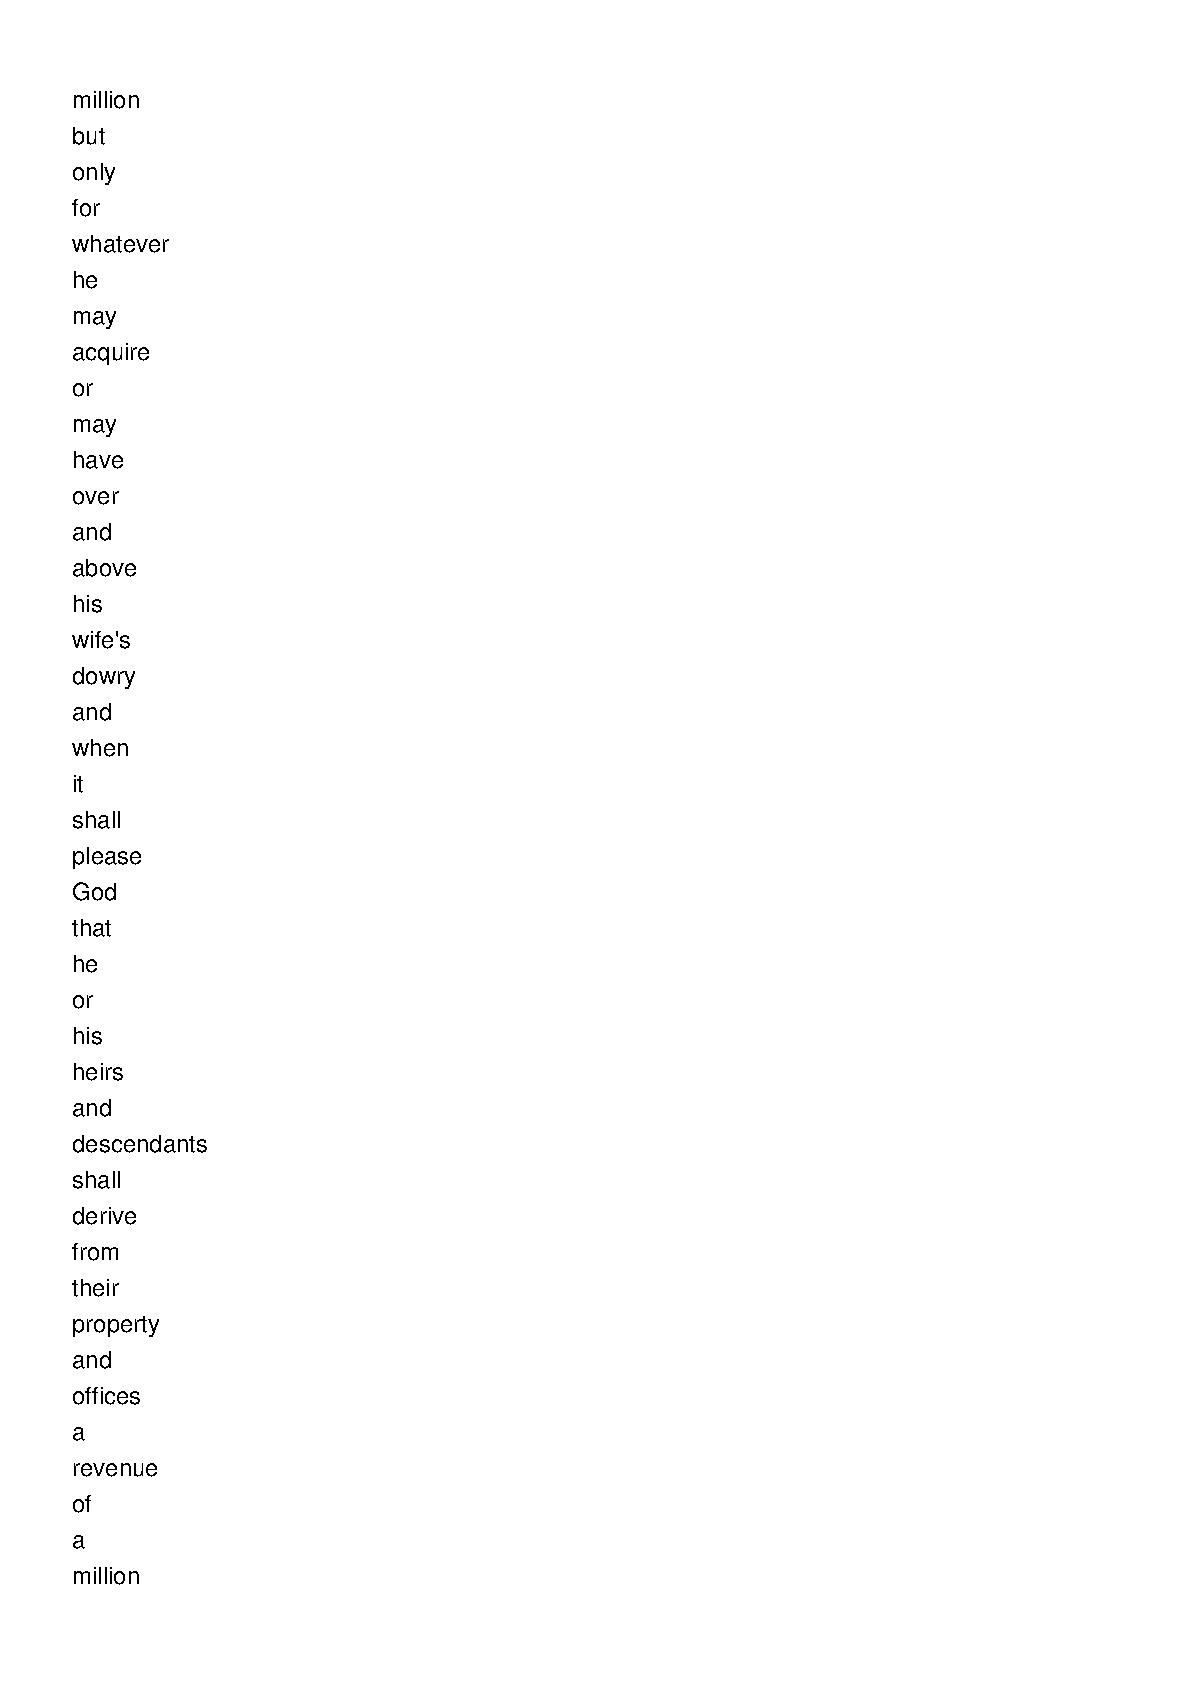 million
but
only
for
whatever
he
may
acquire
or
may
have
over
and
above
his
wife's
dowry
and
when
it
shall
please
God
that
he
or
his
heirs
and
descendants
shall
derive
from
their
property
and
offices
a
revenue
of
a
million